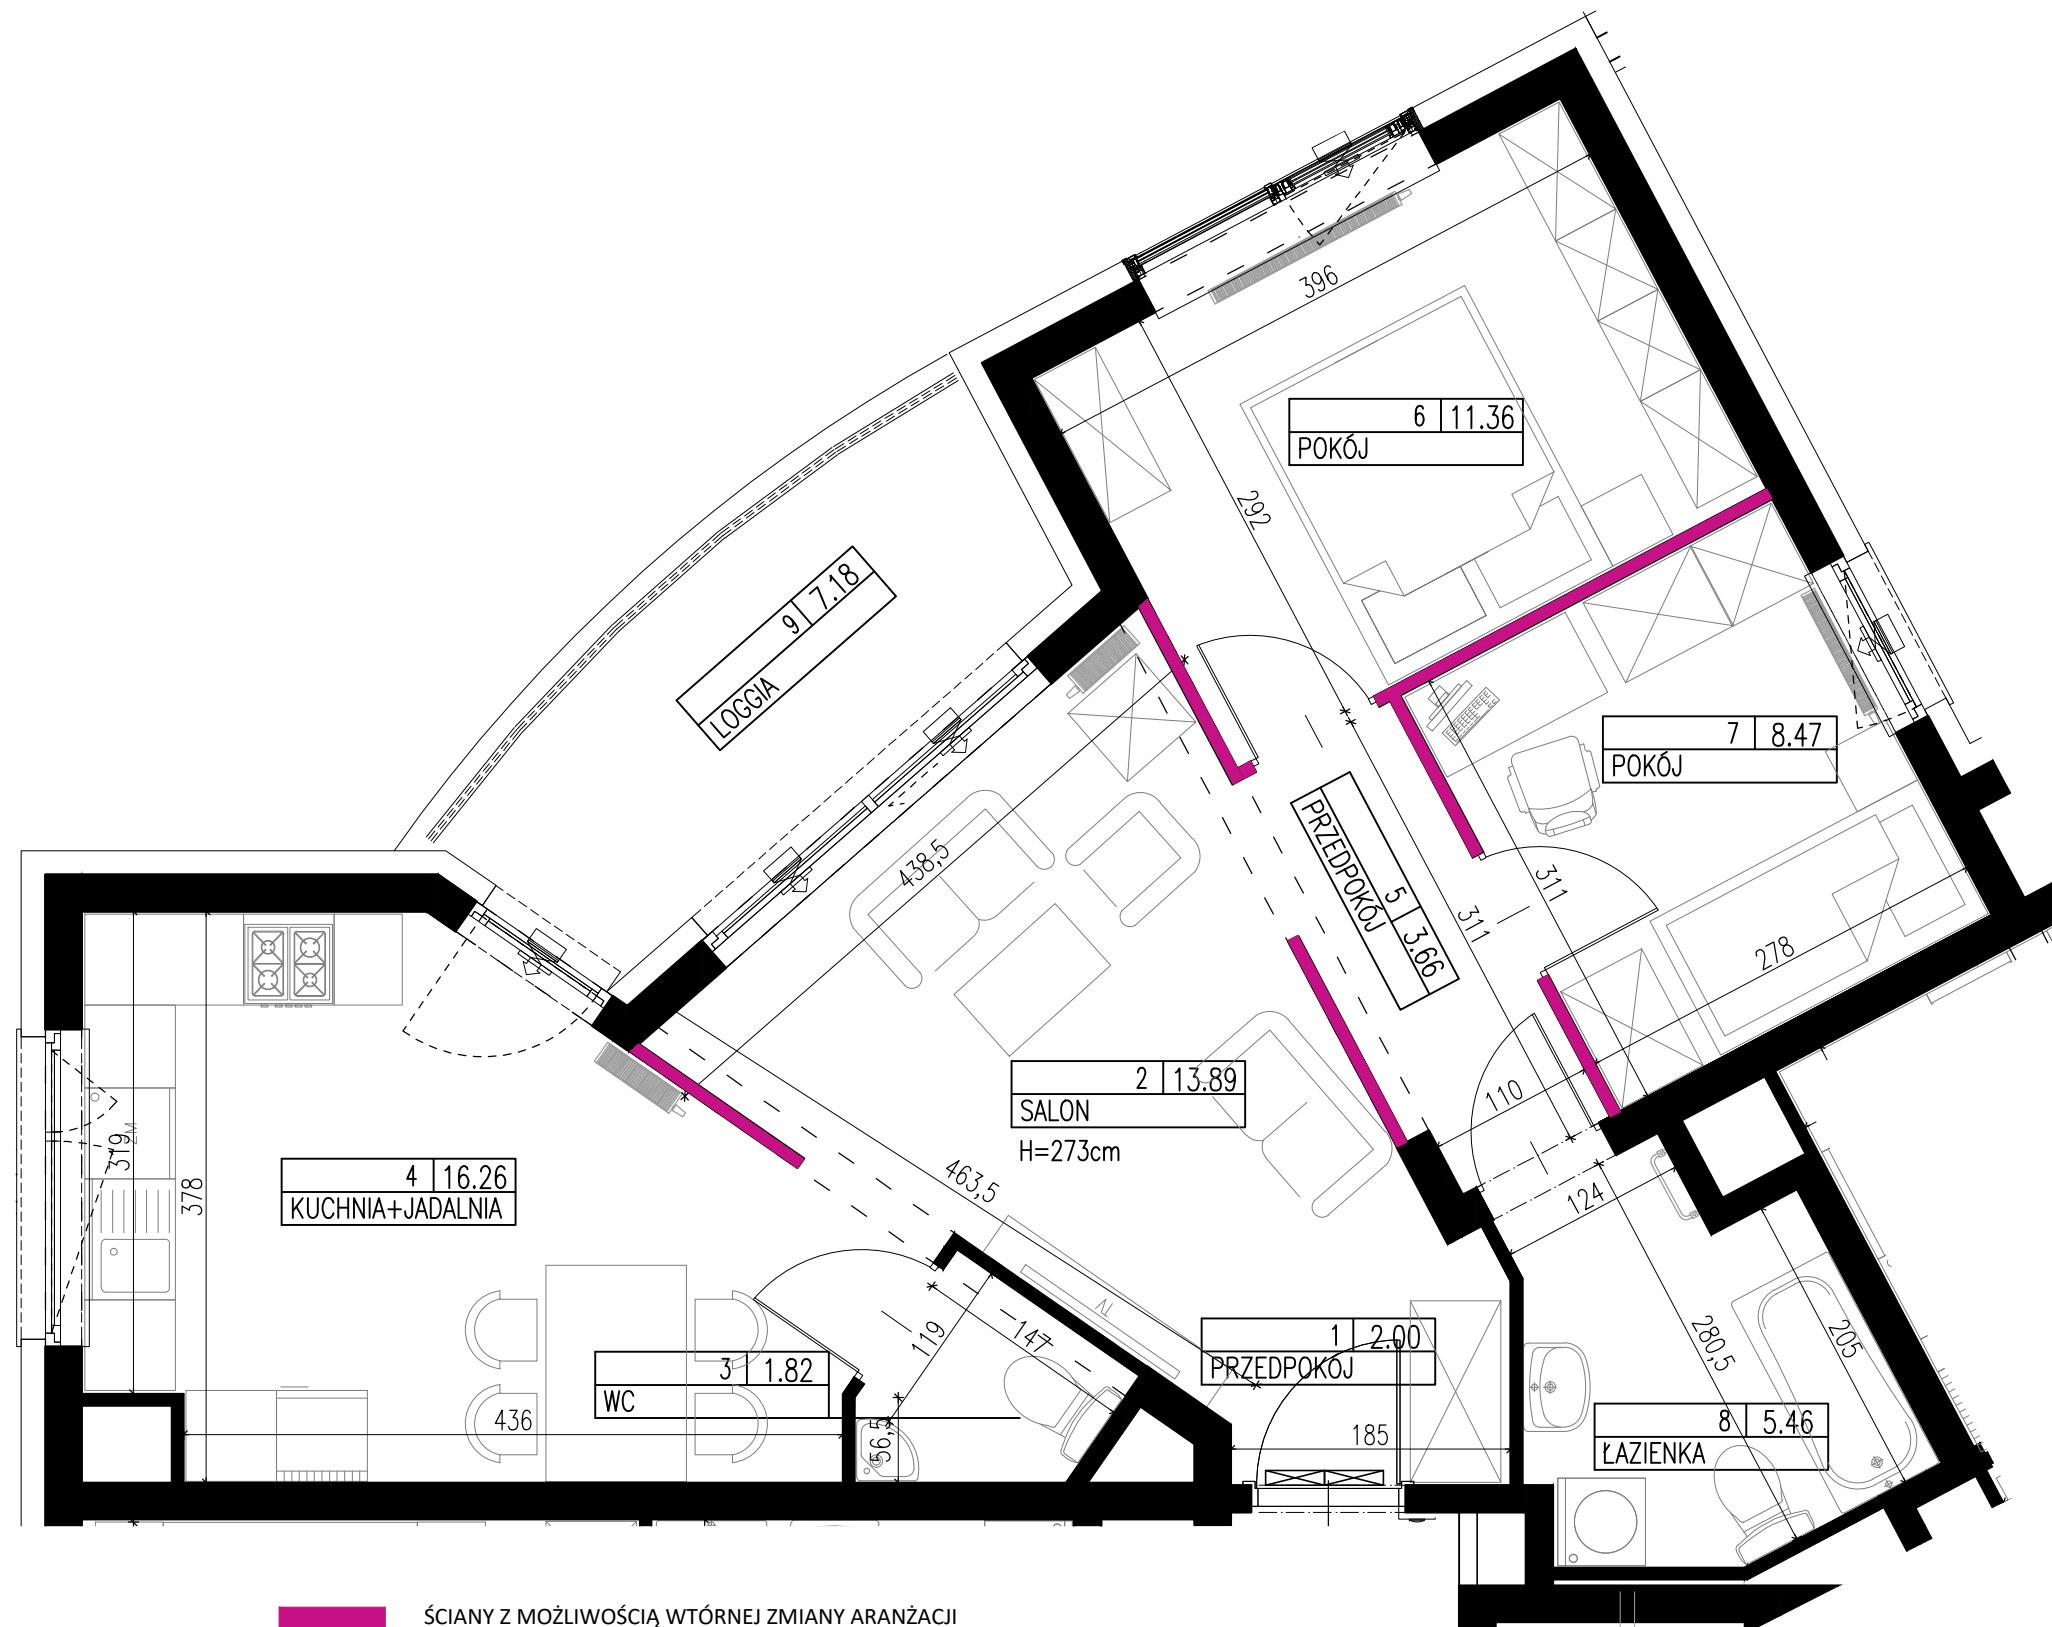 396
6 11.36
POKÓJ
292
9 7.18
LOGGIA
7 8.47
POKÓJ
5 3.66
PRZEDPOKÓJ
438,5
311
311
278
2 13.89
SALON
H=273cm
110
124
463,5
4 16.26
KUCHNIA+JADALNIA
319
ZM
378
119
147
TV
1 2.00
PRZEDPOKÓJ
280,5
205
3 1.82
WC
436
56,5
185
8 5.46
ŁAZIENKA
ŚCIANY Z MOŻLIWOŚCIĄ WTÓRNEJ ZMIANY ARANŻACJI